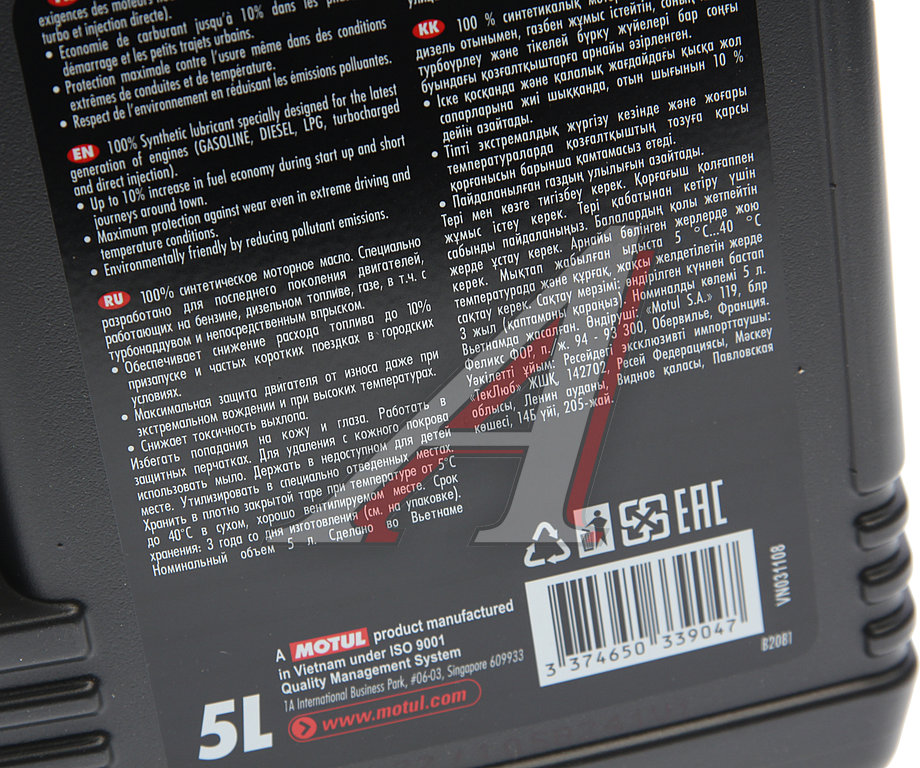 exigences des moteurs
turbo et injection directe).
• Economie de carburant jusqu'à 10% dans les
démarrage et les petits trajets urbains.
• Protection maximale contre l'usure même dans des conditions
extrêmes de conduites et de température.
• Respect de l'environnement en réduisant les émissions polluantes.
EN 100% Synthetic lubricant specially designed for the latest
generation of engines (GASOLINE, DIESEL, LPG, turbocharged
and direct injection).
• Up to 10% increase in fuel economy during start up and short
journeys around town.
• Maximum protection against wear even in extreme driving and
temperature conditions.
• Environmentally friendly by reducing pollutant emissions.
RU 100% синтетическое моторное масло. Специально
разработано для последнего поколения двигателей,
работающих на бензине, дизельном топливе, газе, в т.ч. с
турбонаддувом и непосредственным впрыском.
• Обеспечивает снижение расхода топлива до 10%
призапуске и частых коротких поездках в городских
условиях.
• Максимальная защита двигателя от износа даже при
экстремальном вождении и при высоких температурах.
• Снижает токсичность выхлопа.
Избегать попадания на кожу и глаза. Работать в
защитных перчатках. Для удаления с кожного покрова
использовать мыло. Держать в недоступном для детей
месте. Утилизировать в специально отведенных местах.
Хранить в плотно закрытой таре при температуре от 5°C
до 40°C в сухом, хорошо вентилируемом месте. Срок
хранения: 3 года со дня изготовления (см. на упаковке).
Номинальный объем 5 л. Сделано во Вьетнаме
KK 100 % синтетикалық
дизель отынымен, газбен жұмыс істейтін, соның
турбоүрлеу және тікелей бүрку жүйелері бар соңғы
буындағы қозғалтқыштарға арнайы әзірленген.
• Іске қосқанда және қалалық жағдайдағы қысқа жол
сапарларына жиі шыққанда, отын шығынын 10 %
дейін азайтады.
• Тіпті экстремалдық жүргізу кезінде және жоғары
температураларда қозғалтқыштың тозуға қарсы
қорғанысын барынша қамтамасыз етеді.
• Пайдаланылған газдың улылығын азайтады.
Тері мен көзге тигізбеу керек. Қорғағыш қолғаппен
жұмыс істеу керек. Тері қабатынан кетіру үшін
сабынды пайдаланыңыз. Балалардың қолы жетпейтін
жерде ұстау керек. Арнайы бөлінген жерлерде жою
керек. Мықтап жабылған ыдыста 5 °C...40 °C
температурада және құрғақ, жақсы желдетілетін жерде
сақтау керек. Сақтау мерзімі: өндірілген күннен бастап
3 жыл (қаптамадан қараңыз). Номиналды көлемі 5 л.
Вьетнамда жасалған. Өндіруші: «Motul S.A.» 119, блр
Феликс ФОР, п. ж. 94 - 93 300, Обервилье, Франция.
Уәкілетті ұйым: Ресейдегі эксклюзивті импорттаушы:
«ТекЛюб» ЖШҚ, 142702, Ресей Федерациясы, Мәскеу
облысы, Ленин ауданы, Видное қаласы, Павловская
көшесі, 14Б үйі, 205-жай.
EAC
3 374650 339047
VN031108
B2081
A MOTUL product manufactured
in Vietnam under ISO 9001
Quality Management System
1A International Business Park, #06-03, Singapore 609933
www.motul.com
5L